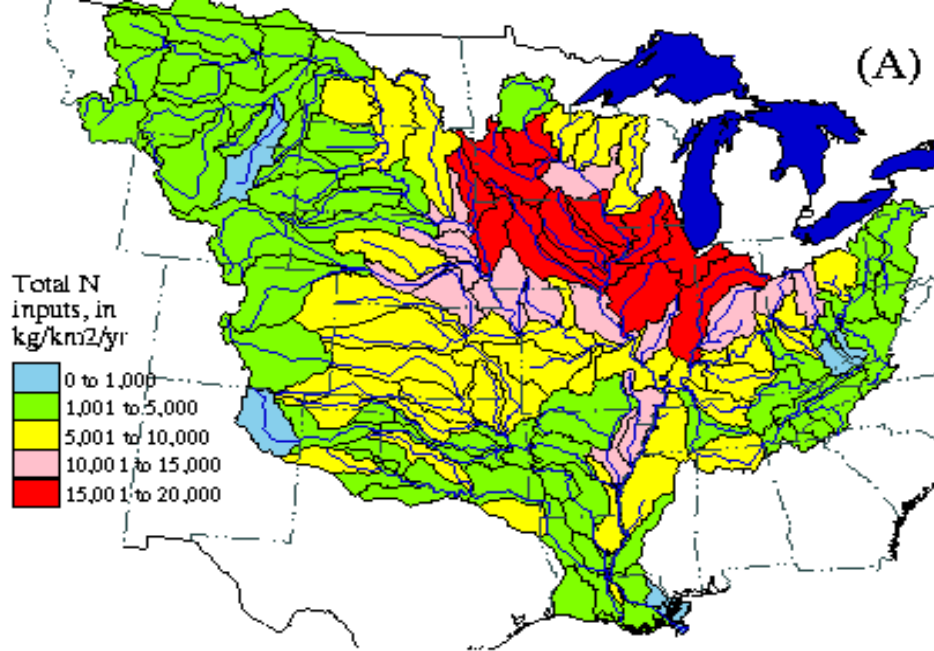 (A)
Total N
inputs, in
kg/km2/yr
0 to 1,000
1,001 to 5,000
5,001 to 10,000
10,001 to 15,000
15,001 to 20,000